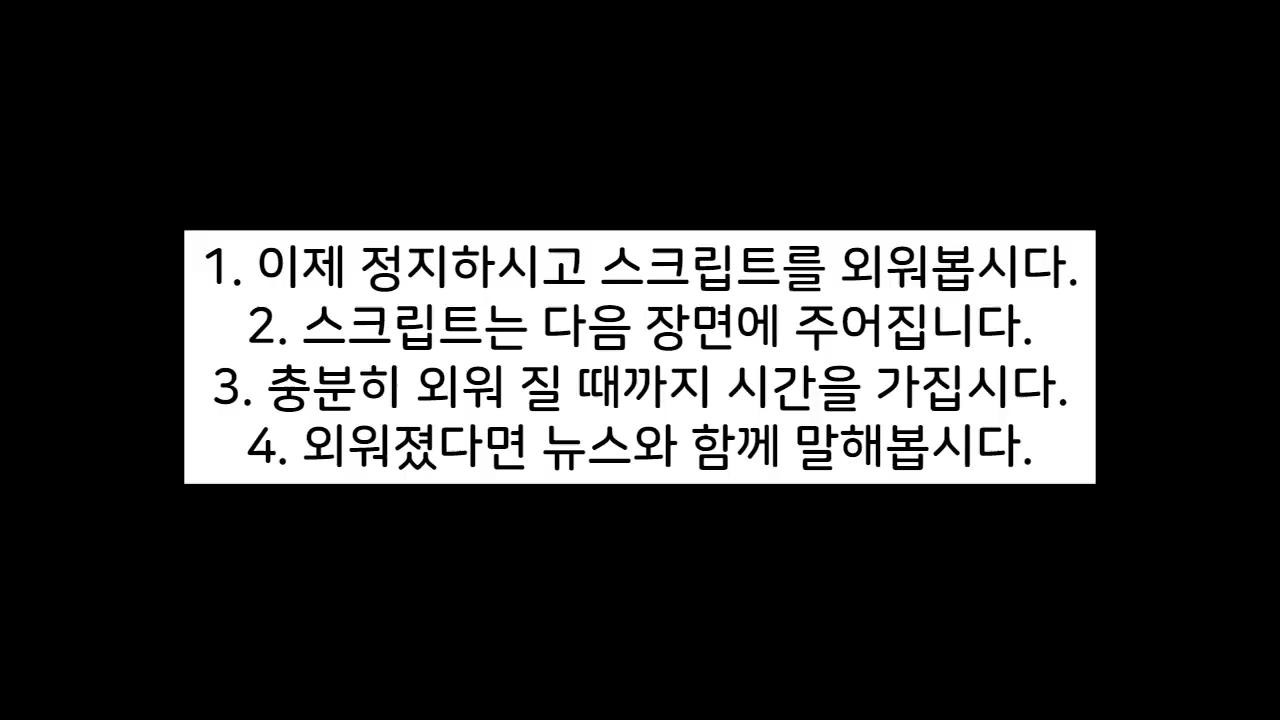 1. 이제 정지하시고 스크립트를 외워봅시다.
2. 스크립트는 다음 장면에 주어집니다.
3. 충분히 외워 질 때까지 시간을 가집시다.
4. 외워졌다면 뉴스와 함께 말해봅시다.